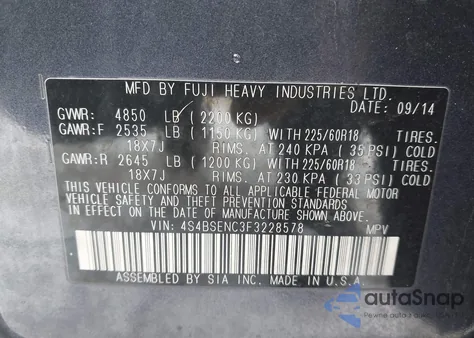 MFD BY FUJI HEAVY INDUSTRIES LTD.
DATE: 09/14
GVWR: 4850 LB (2200 KG)
GAWR:F 2535 LB (1150 KG) WITH 225/60R18 TIRES.
18X7J RIMS. AT 240 KPA (35 PSI) COLD
GAWR:R 2645 LB (1200 KG) WITH 225/60R18 TIRES.
18X7J RIMS. AT 230 KPA (33 PSI) COLD
THIS VEHICLE CONFORMS TO ALL APPLICABLE FEDERAL MOTOR
VEHICLE SAFETY AND THEFT PREVENTION STANDARDS IN
EFFECT ON THE DATE OF MANUFACTURE SHOWN ABOVE.
VIN: 4S4BSENC3F3228578 MPV
ASSEMBLED BY SIA INC. MADE IN U.S.A.
autoSnap